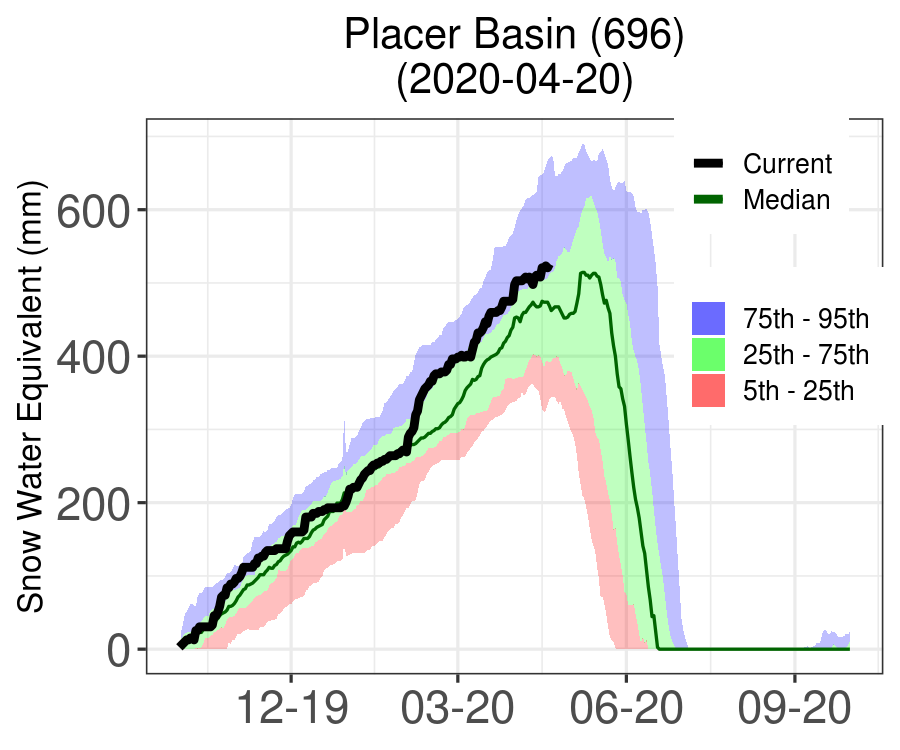 Placer Basin (696)
(2020-04-20)
Snow Water Equivalent (mm)
600
400
200
0
12-19
03-20
06-20
09-20
Current
Median
75th - 95th
25th - 75th
5th - 25th